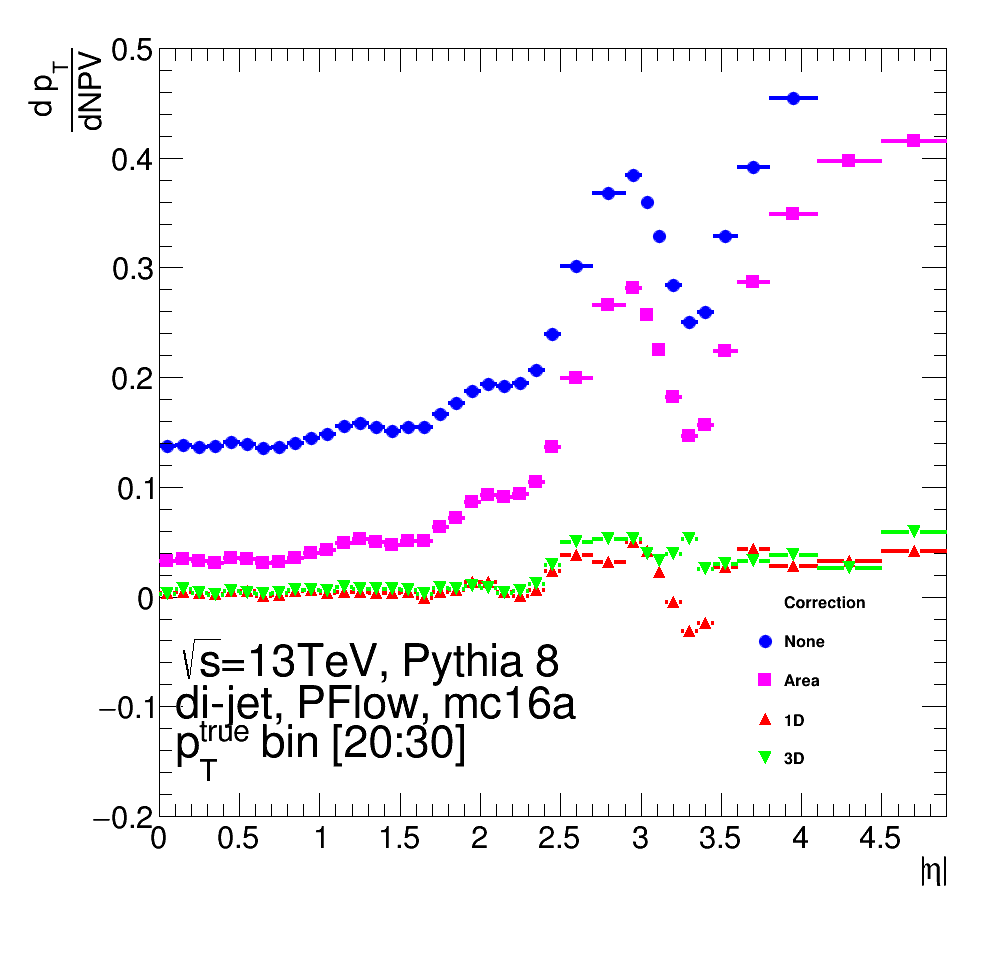 d p_T
dNPV
0.5
0.4
0.3
0.2
0.1
0
−0.1
−0.2
√s=13TeV, Pythia 8
di-jet, PFlow, mc16a
p_T^true bin [20:30]
Correction
None
Area
1D
3D
0 0.5 1 1.5 2 2.5 3 3.5 4 4.5
|η|